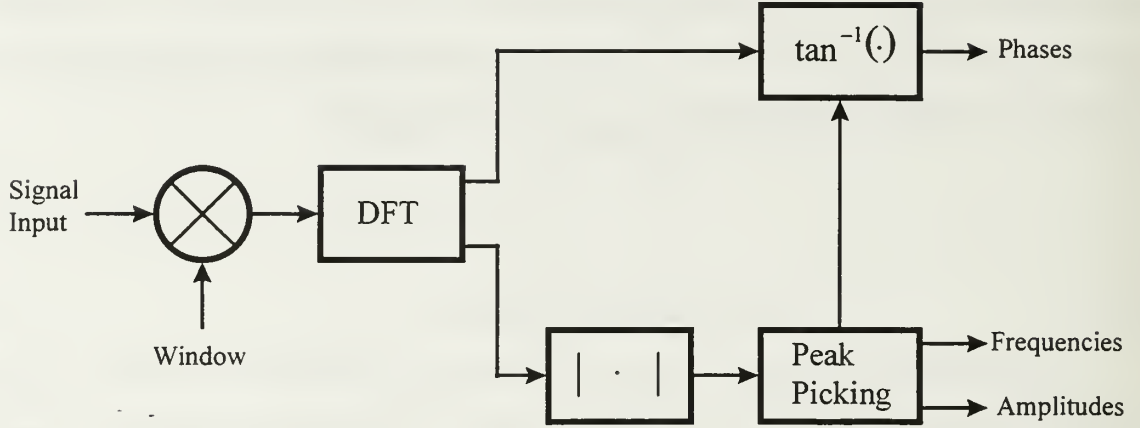 tan⁻¹(·)
Phases
Signal
Input
DFT
Window
| · |
Peak
Picking
Frequencies
Amplitudes